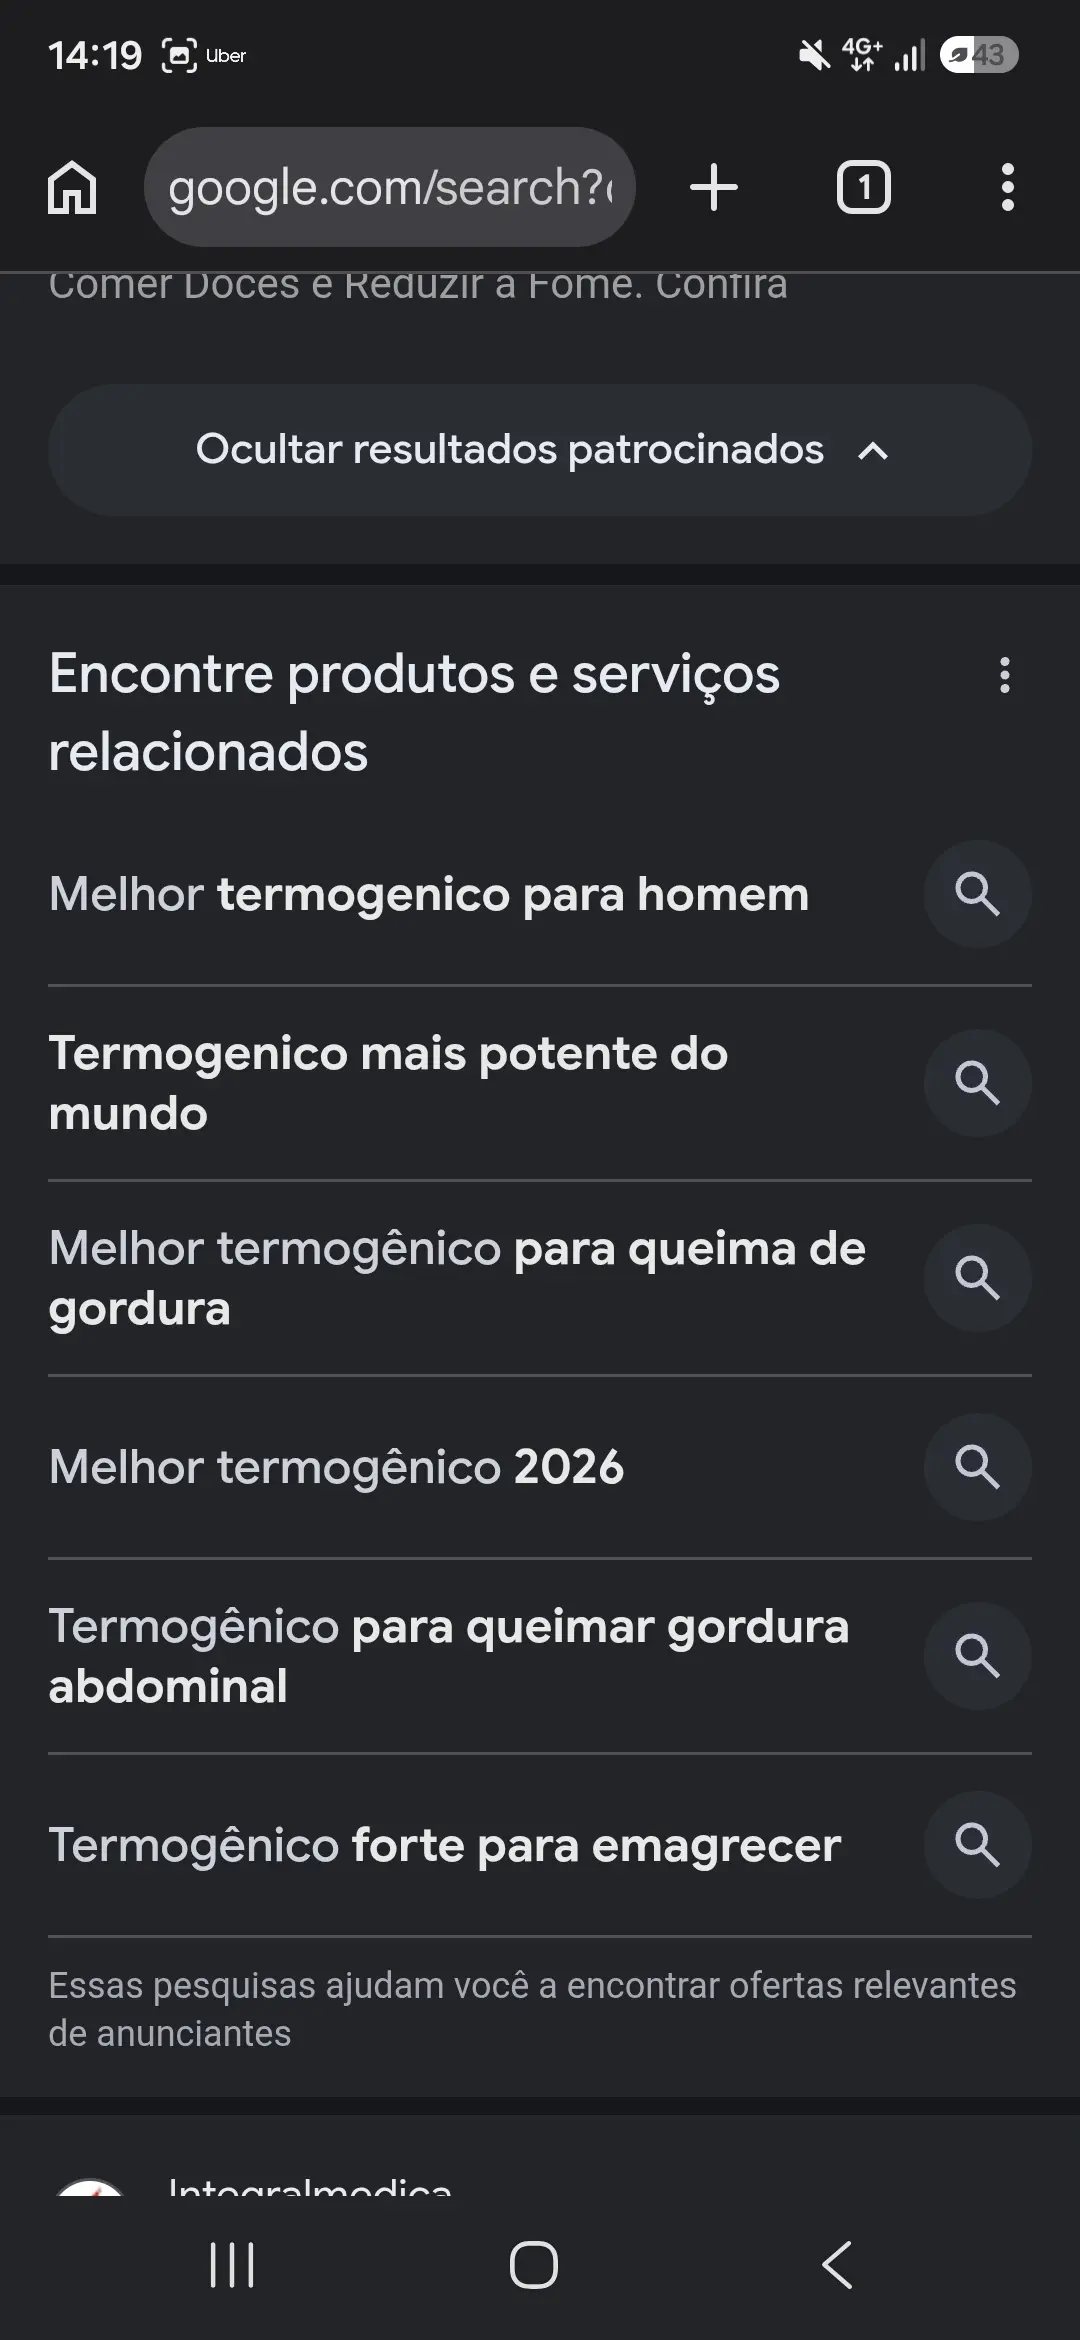 14:19 Uber 4G+ 43
google.com/search?
1
Comer Doces e Reduzir a Fome. Confira
Ocultar resultados patrocinados
Encontre produtos e serviços
relacionados
Melhor termogenico para homem
Termogenico mais potente do
mundo
Melhor termogênico para queima de
gordura
Melhor termogênico 2026
Termogênico para queimar gordura
abdominal
Termogênico forte para emagrecer
Essas pesquisas ajudam você a encontrar ofertas relevantes
de anunciantes
Integralmedica